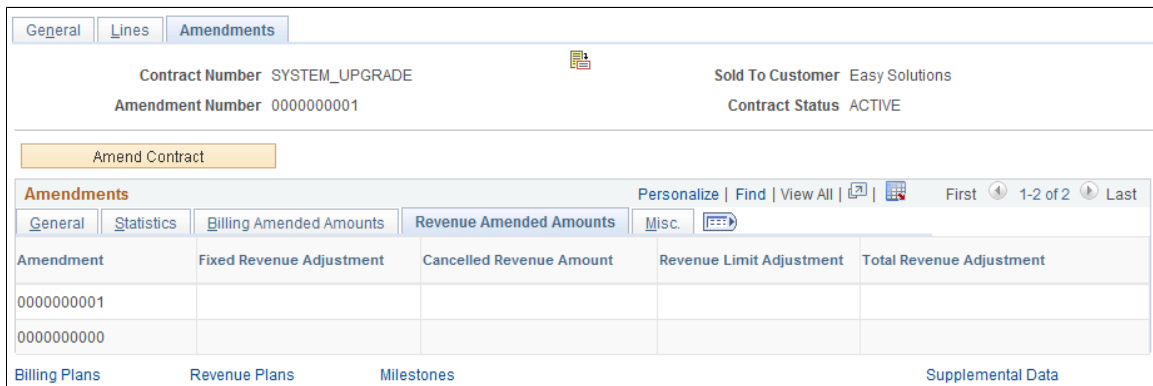 General Lines Amendments
Contract Number SYSTEM_UPGRADE Sold To Customer Easy Solutions
Amendment Number 0000000001 Contract Status ACTIVE
Amend Contract
Amendments Personalize | Find | View All | | First 1-2 of 2 Last
General Statistics Billing Amended Amounts Revenue Amended Amounts Misc.
Amendment Fixed Revenue Adjustment Cancelled Revenue Amount Revenue Limit Adjustment Total Revenue Adjustment
0000000001
0000000000
Billing Plans Revenue Plans Milestones Supplemental Data